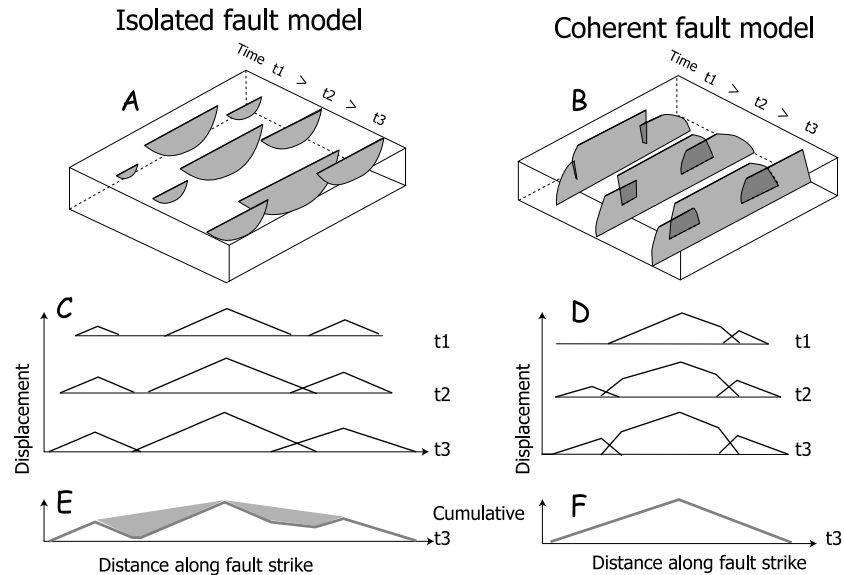 Isolated fault model
Coherent fault model
A
Time t1 > t2 > t3
B
Time t1 > t2 > t3
C
t1
t2
t3
Displacement
D
t1
t2
t3
Displacement
E
Cumulative
t3
Distance along fault strike
F
t3
Distance along fault strike